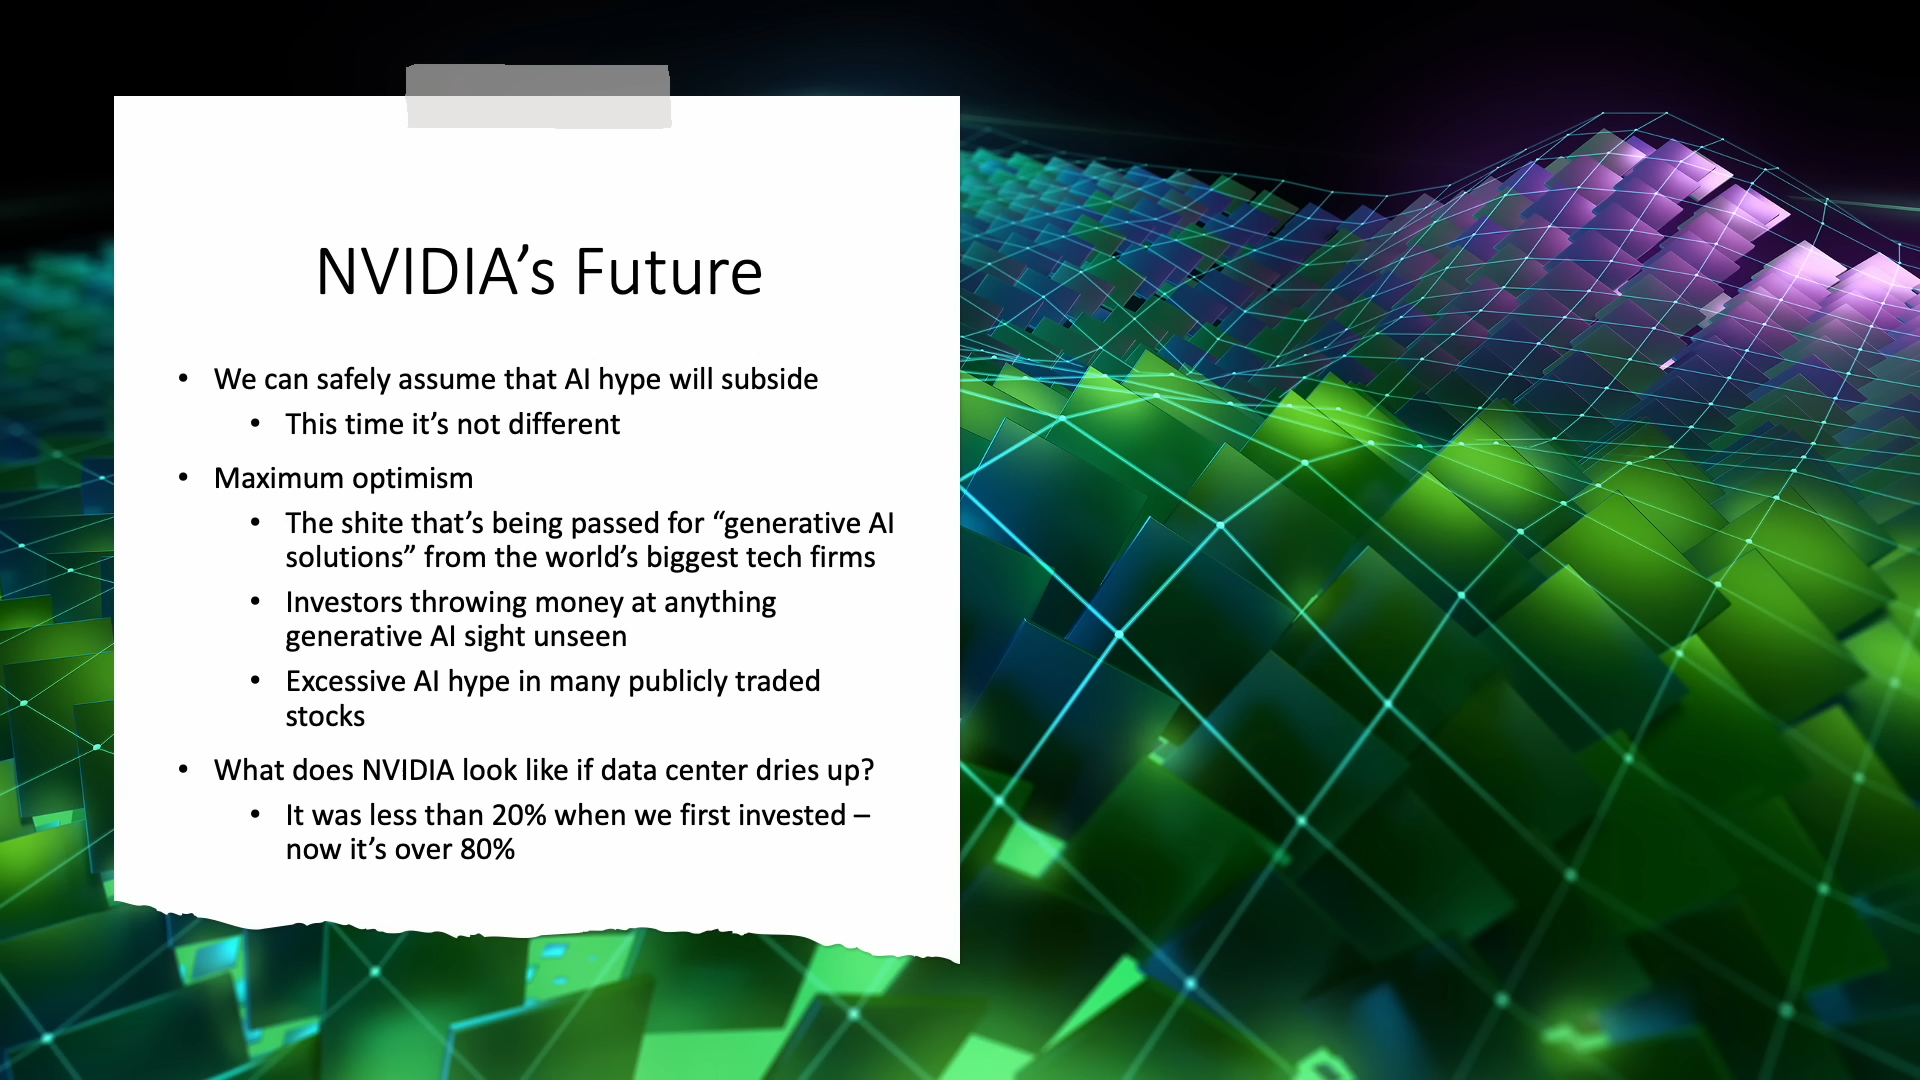 NVIDIA’s Future
• We can safely assume that AI hype will subside
• This time it’s not different
• Maximum optimism
• The shite that’s being passed for “generative AI
solutions” from the world’s biggest tech firms
• Investors throwing money at anything
generative AI sight unseen
• Excessive AI hype in many publicly traded
stocks
• What does NVIDIA look like if data center dries up?
• It was less than 20% when we first invested –
now it’s over 80%